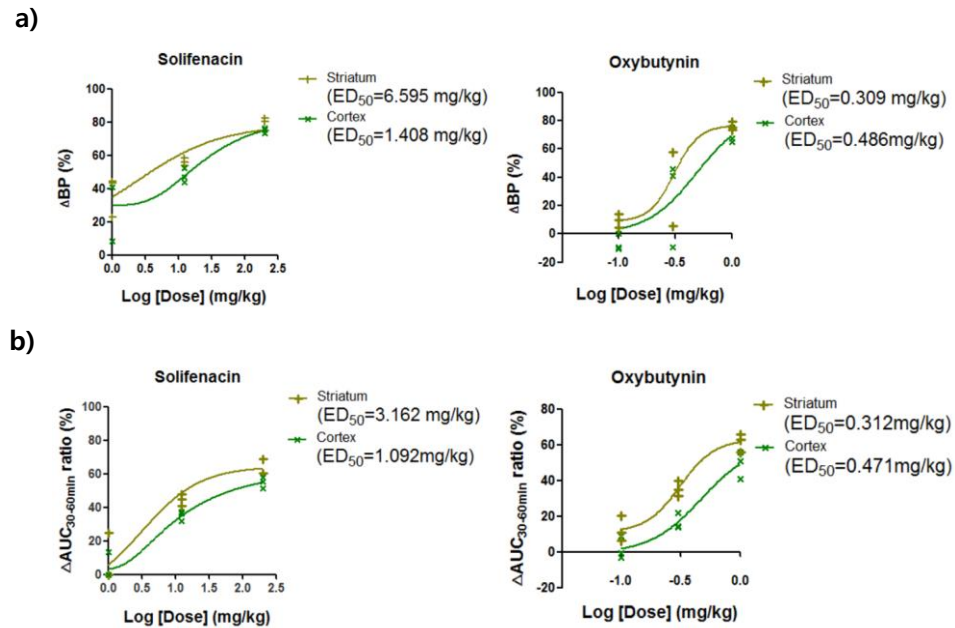 a)
Solifenacin
Striatum
(ED50=6.595 mg/kg)
Cortex
(ED50=1.408 mg/kg)
ΔBP (%)
100
80
60
40
20
0
0.0 0.5 1.0 1.5 2.0 2.5
Log [Dose] (mg/kg)
Oxybutynin
Striatum
(ED50=0.309 mg/kg)
Cortex
(ED50=0.486mg/kg)
ΔBP (%)
100
80
60
40
20
0
-20
-1.0 -0.5 0.0
Log [Dose] (mg/kg)
b)
Solifenacin
Striatum
(ED50=3.162 mg/kg)
Cortex
(ED50=1.092mg/kg)
ΔAUC30-60min ratio (%)
100
80
60
40
20
0
0.0 0.5 1.0 1.5 2.0 2.5
Log [Dose] (mg/kg)
Oxybutynin
Striatum
(ED50=0.312mg/kg)
Cortex
(ED50=0.471mg/kg)
ΔAUC30-60min ratio (%)
80
60
40
20
0
-20
-1.0 -0.5 0.0
Log [Dose] (mg/kg)